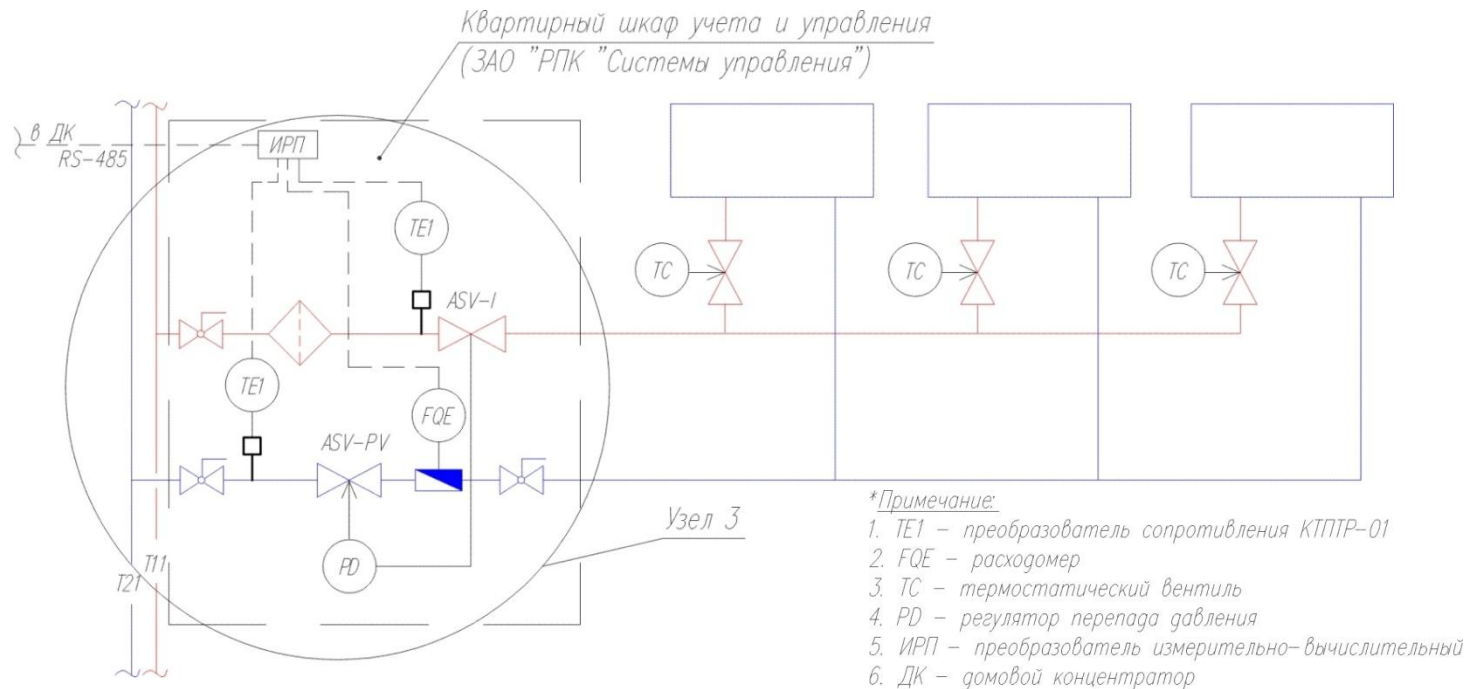 Квартирный шкаф учета и управления
(ЗАО "РПК "Системы управления")
в ДК
RS-485
ИРП
TE1
ASV-I
TC
TC
TC
TE1
FQE
ASV-PV
PD
Узел 3
T11
T21
*Примечание:
1. TE1 – преобразователь сопротивления КТПТР-01
2. FQE – расходомер
3. TC – термостатический вентиль
4. PD – регулятор перепада давления
5. ИРП – преобразователь измерительно-вычислительный
6. ДК – домовой концентратор